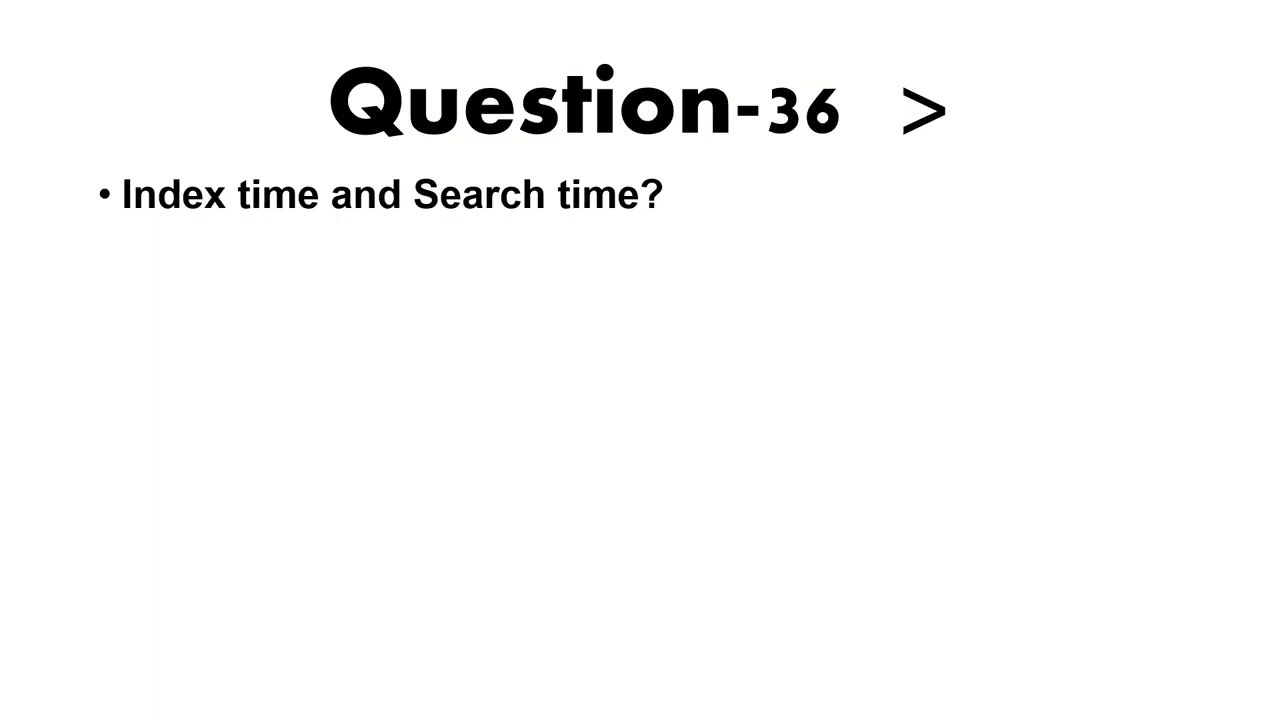 Question-36 >
• Index time and Search time?